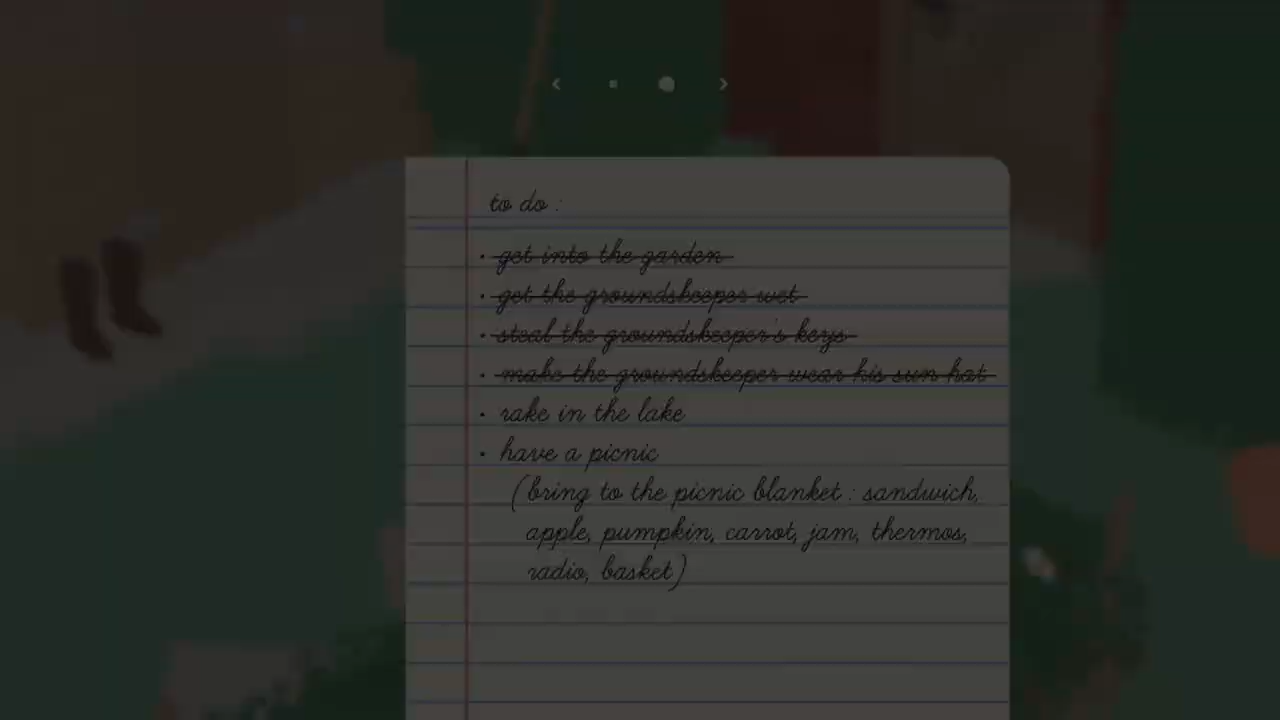 to do :
• get into the garden
• get the groundskeeper wet
• steal the groundskeeper's keys
• make the groundskeeper wear his sun hat
• rake in the lake
• have a picnic
(bring to the picnic blanket : sandwich,
apple, pumpkin, carrot, jam, thermos,
radio, basket)